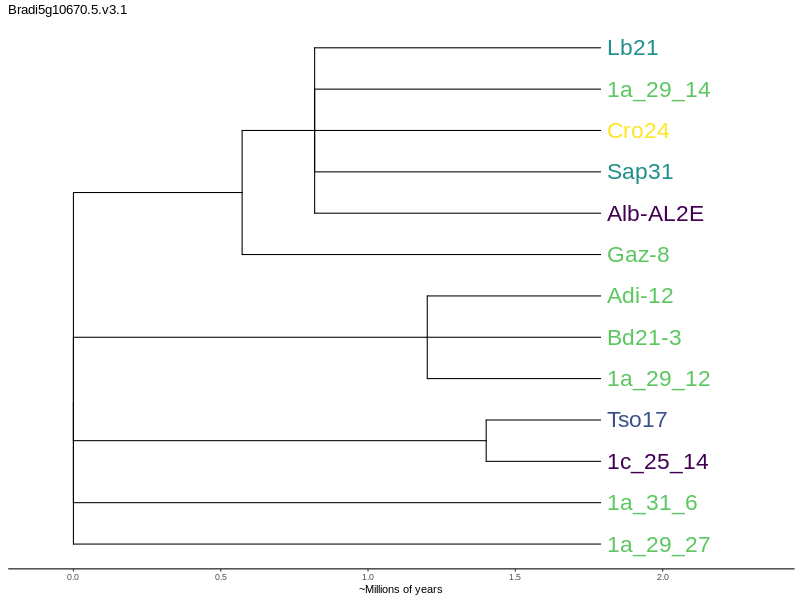 Bradi5g10670.5.v3.1
Lb21
1a_29_14
Cro24
Sap31
Alb-AL2E
Gaz-8
Adi-12
Bd21-3
1a_29_12
Tso17
1c_25_14
1a_31_6
1a_29_27
0.0 0.5 1.0 1.5 2.0
~Millions of years